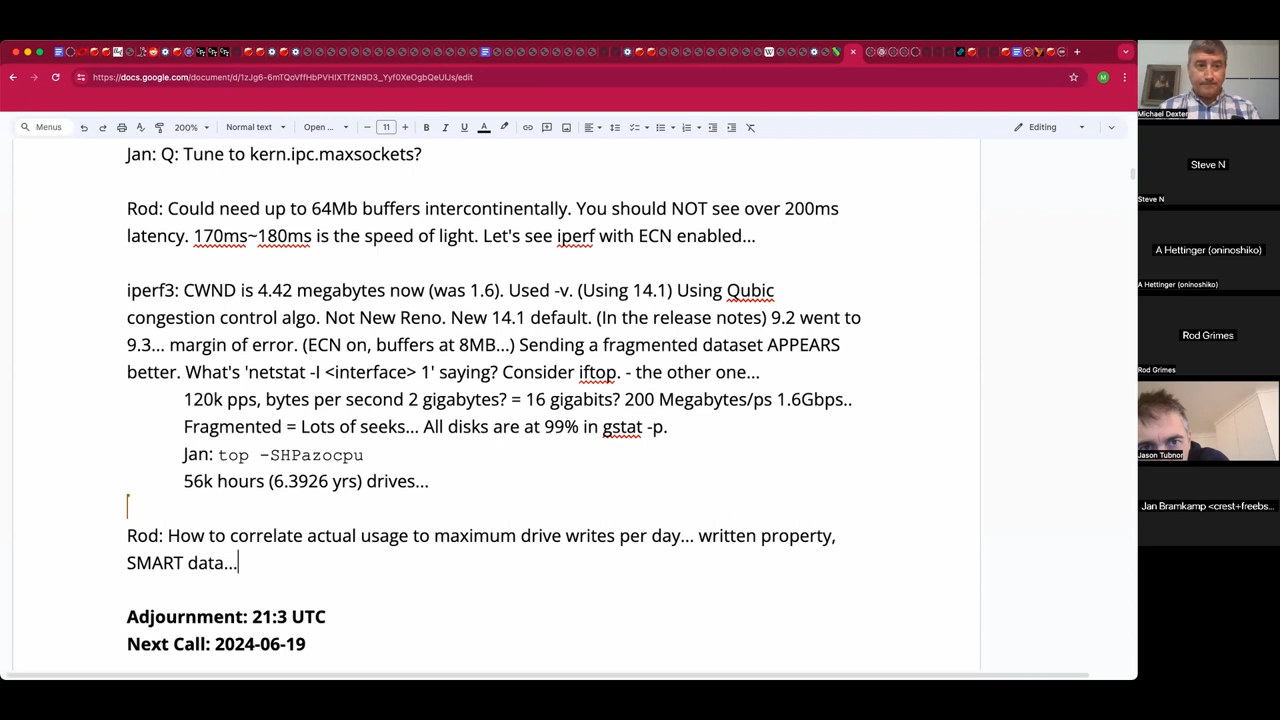 https://docs.google.com/document/d/1zJg6-6mTQoVffHbPVHIXTf2N9D3_Yyf0XeOgbQeUIJs/edit
M
Menus
200%
Normal text
Open ...
11
B I U A
Editing
Jan: Q: Tune to kern.ipc.maxsockets?
Rod: Could need up to 64Mb buffers intercontinentally. You should NOT see over 200ms
latency. 170ms~180ms is the speed of light. Let's see iperf with ECN enabled...
iperf3: CWND is 4.42 megabytes now (was 1.6). Used -v. (Using 14.1) Using Qubic
congestion control algo. Not New Reno. New 14.1 default. (In the release notes) 9.2 went to
9.3... margin of error. (ECN on, buffers at 8MB...) Sending a fragmented dataset APPEARS
better. What's 'netstat -I <interface> 1' saying? Consider iftop. - the other one...
120k pps, bytes per second 2 gigabytes? = 16 gigabits? 200 Megabytes/ps 1.6Gbps..
Fragmented = Lots of seeks... All disks are at 99% in gstat -p.
Jan: top -SHPazocpu
56k hours (6.3926 yrs) drives...
Rod: How to correlate actual usage to maximum drive writes per day... written property,
SMART data...
Adjournment: 21:3 UTC
Next Call: 2024-06-19
Michael Dexter
Steve N
Steve N
A Hettinger (oninoshiko)
A Hettinger (oninoshiko)
Rod Grimes
Rod Grimes
Jason Tubnor
Jan Bramkamp <crest+freebs...